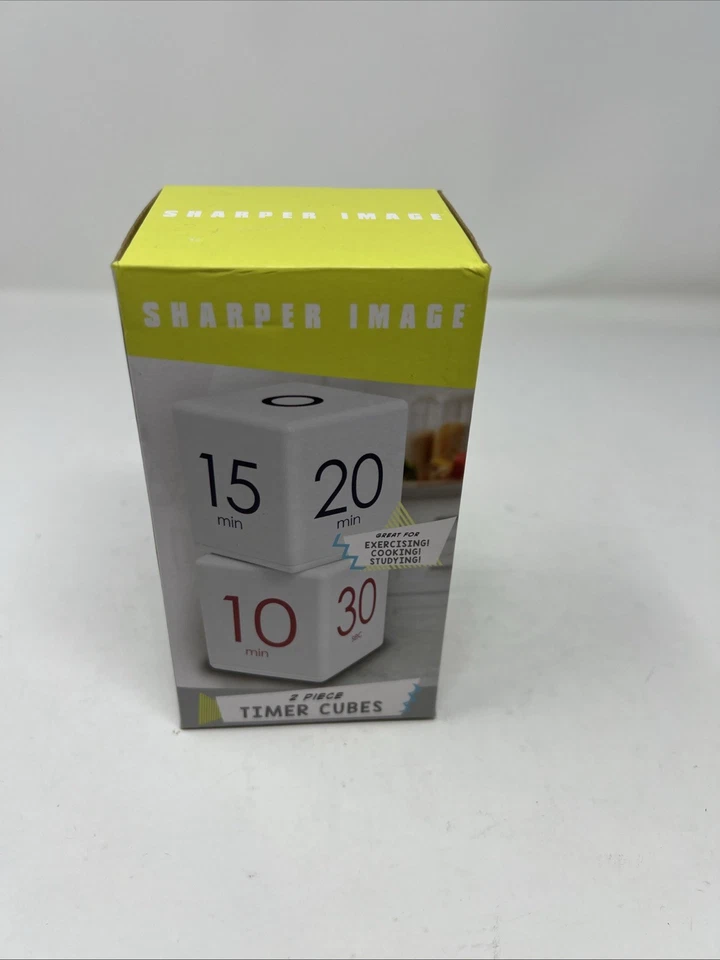 SHARPER IMAGE
SHARPER IMAGE
15
min
20
min
GREAT FOR
EXERCISING!
COOKING!
STUDYING!
10
min
30
sec
2 PIECE
TIMER CUBES